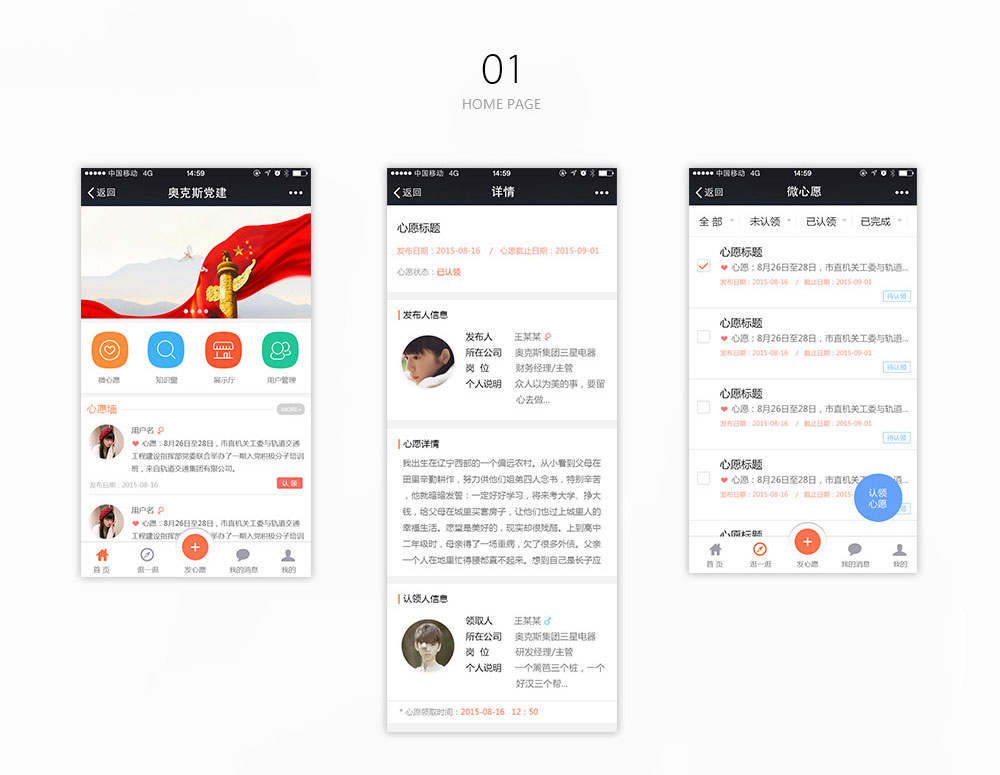 01
HOME PAGE
中国移动 4G 14:59
返回 奥克斯党建
微心愿 知识窗 展示厅 用户管理
心愿墙 MORE+
用户名
心愿：8月26日至28日，市直机关工委与轨道交通
工程建设指挥部党委联合举办了一期入党积极分子培训
班，来自轨道交通集团有限公司。
发布日期：2015-08-16 认 领
用户名
心愿：8月26日至28日，市直机关工委与轨道交通
工程建设指挥部党委联合举办了一期入党积极分子培训
首 页 逛一逛 发心愿 我的消息 我的
中国移动 4G 14:59
返回 详情
心愿标题
发布日期：2015-08-16 / 心愿截止日期：2015-09-01
心愿状态：已认领
发布人信息
发布人 王某某
所在公司 奥克斯集团三星电器
岗 位 财务经理/主管
个人说明 众人以为美的事，要留
心去做...
心愿详情
我出生在辽宁西部的一个偏远农村。从小看到父母在
田里辛勤耕作，努力供他们姐弟四人念书，特别辛苦
，他就暗暗发誓：一定好好学习，将来考大学、挣大
钱，给父母在城里买套房子，让他们也过上城里人的
幸福生活。愿望是美好的，现实却很残酷。上到高中
二年级时，母亲得了一场重病，欠了很多外债。父亲
一个人在地里忙得腰都直不起来。想到自己是长子应
认领人信息
领取人 王某某
所在公司 奥克斯集团三星电器
岗 位 研发经理/主管
个人说明 一个篱笆三个桩，一个
好汉三个帮...
* 心愿领取时间：2015-08-16 12：50
中国移动 4G 14:59
返回 微心愿
全 部 未认领 已认领 已完成
心愿标题
心愿：8月26日至28日，市直机关工委与轨道...
发布日期：2015-08-16 / 截止日期：2015-09-01
待认领
心愿标题
心愿：8月26日至28日，市直机关工委与轨道...
发布日期：2015-08-16 / 截止日期：2015-09-01
待认领
心愿标题
心愿：8月26日至28日，市直机关工委与轨道...
发布日期：2015-08-16 / 截止日期：2015-09-01
待认领
心愿标题
心愿：8月26日至28日，市直机关工委与轨道...
发布日期：2015-08-16 / 截止日期：2015-09-01
认领
心愿
心愿标题
首 页 逛一逛 发心愿 我的消息 我的